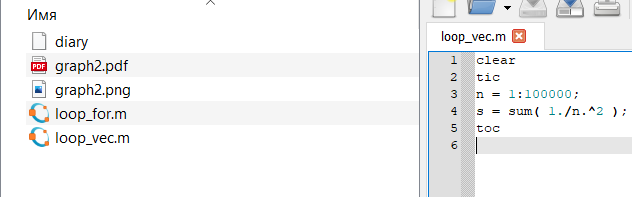 Имя
diary
graph2.pdf
graph2.png
loop_for.m
loop_vec.m
loop_vec.m
1 clear
2 tic
3 n = 1:100000;
4 s = sum( 1./n.^2 );
5 toc
6